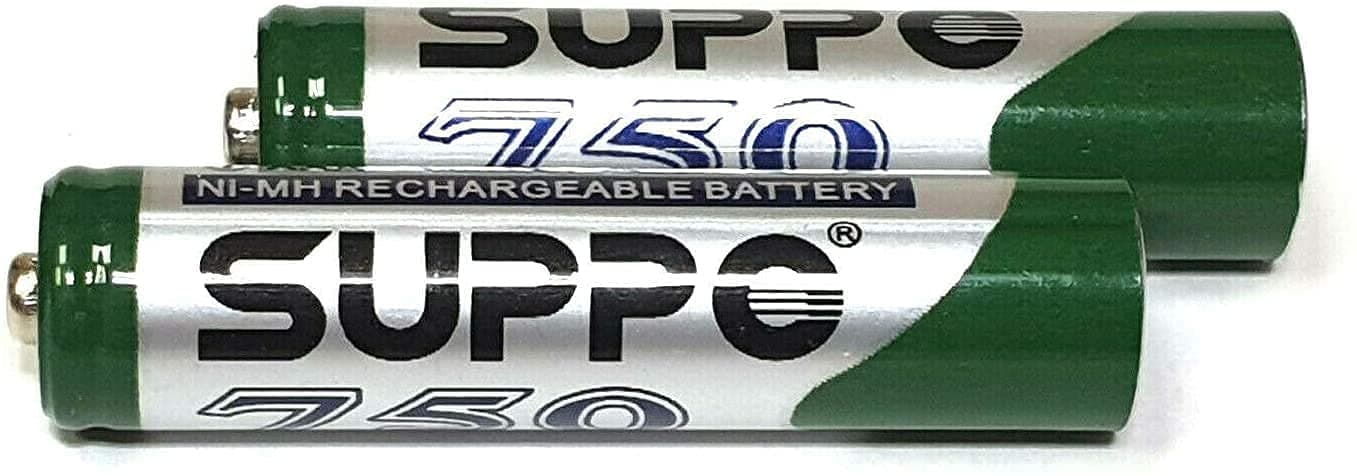 SUPPO
750
NI-MH RECHARGEABLE BATTERY
SUPPO®
750